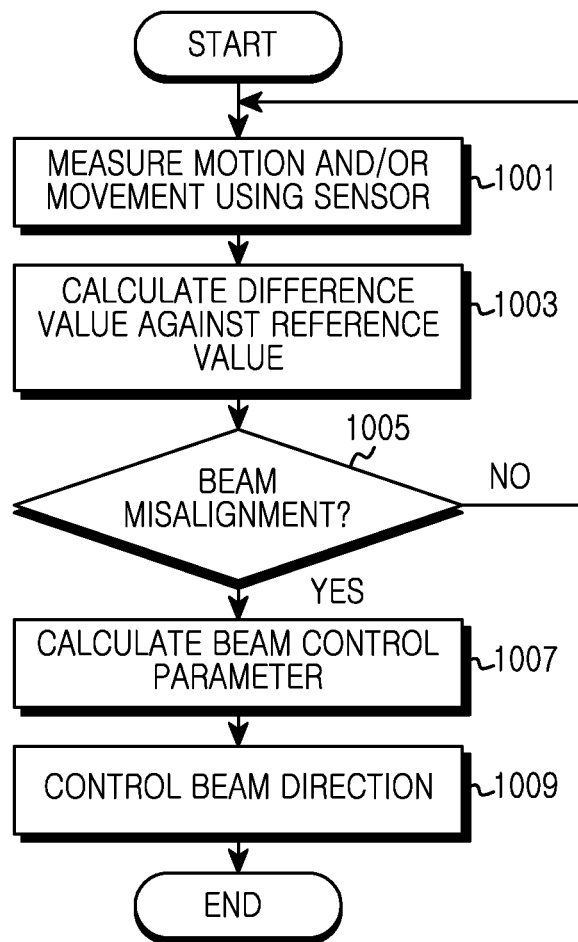 START
MEASURE MOTION AND/OR
MOVEMENT USING SENSOR
1001
CALCULATE DIFFERENCE
VALUE AGAINST REFERENCE
VALUE
1003
1005
BEAM
MISALIGNMENT?
NO
YES
CALCULATE BEAM CONTROL
PARAMETER
1007
CONTROL BEAM DIRECTION
1009
END